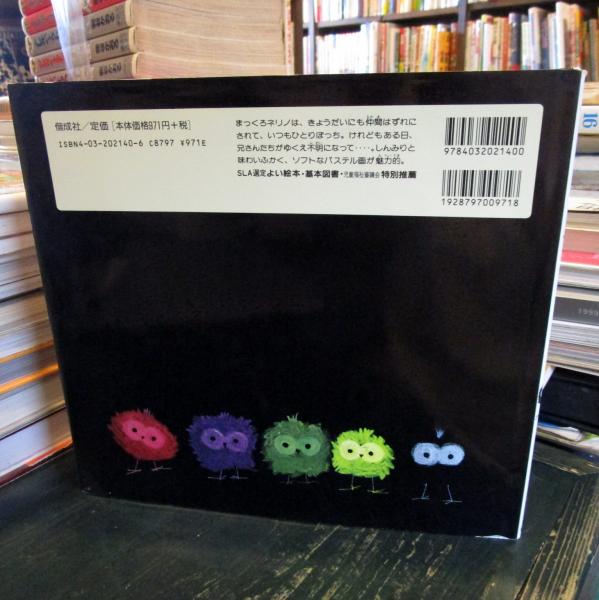 偕成社/定価[本体価格971円+税]
ISBN4-03-202140-6 C8797 ¥971E
まっくろネリノは、きょうだいにも仲間はずれに
されて、いつもひとりぼっち。けれどもある日、
兄さんたちがゆくえ不明になって‥‥。しんみりと
味わいふかく、ソフトなパステル画が魅力的。
SLA選定よい絵本・基本図書・児童福祉審議会特別推薦
9784032021400
1928797009718
1999